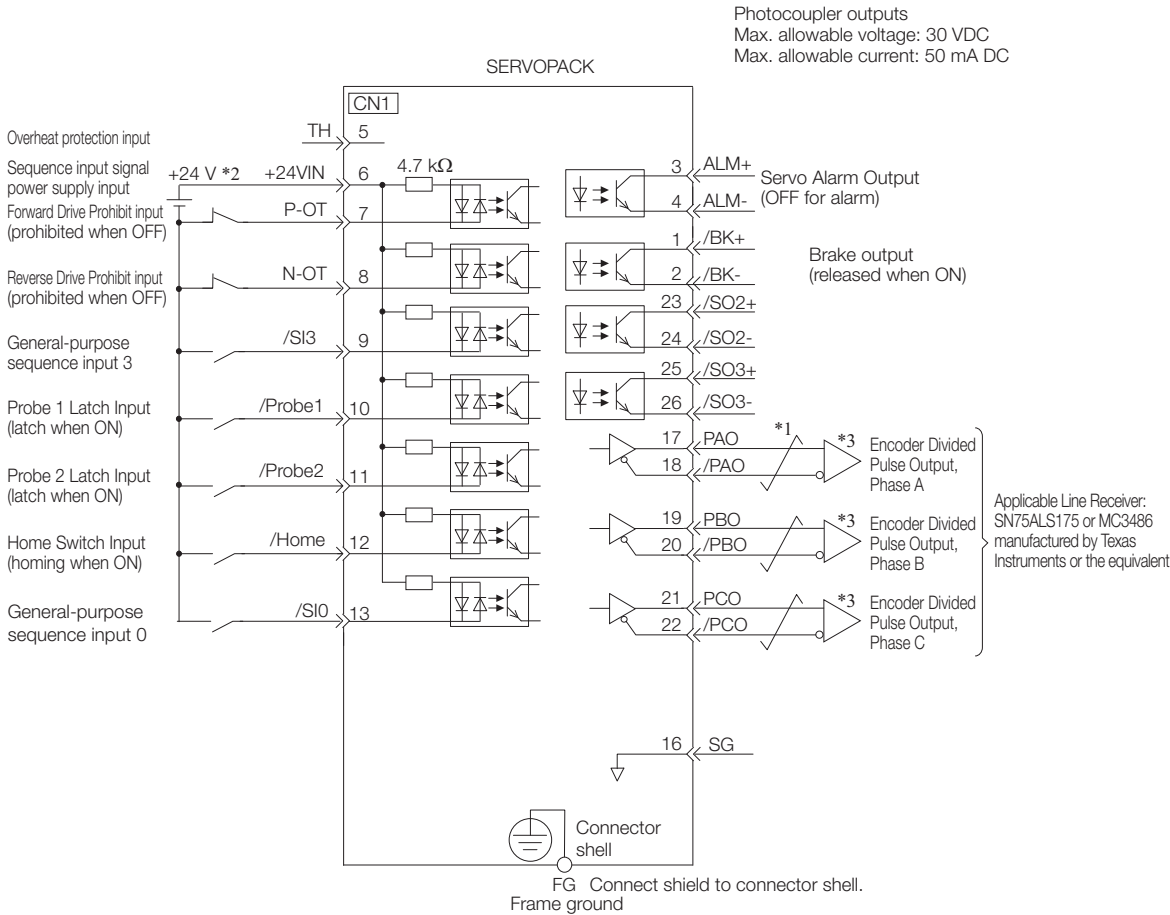 Photocoupler outputs
Max. allowable voltage: 30 VDC
Max. allowable current: 50 mA DC
SERVOPACK
CN1
Overheat protection input
TH
5
Sequence input signal
power supply input
+24 V *2
+24VIN
6
4.7 kΩ
Forward Drive Prohibit input
(prohibited when OFF)
P-OT
7
Reverse Drive Prohibit input
(prohibited when OFF)
N-OT
8
General-purpose
sequence input 3
/SI3
9
Probe 1 Latch Input
(latch when ON)
/Probe1
10
Probe 2 Latch Input
(latch when ON)
/Probe2
11
Home Switch Input
(homing when ON)
/Home
12
General-purpose
sequence input 0
/SI0
13
3
ALM+
4
ALM-
Servo Alarm Output
(OFF for alarm)
1
/BK+
2
/BK-
Brake output
(released when ON)
23
/SO2+
24
/SO2-
25
/SO3+
26
/SO3-
17
PAO
18
/PAO
*1
*3
Encoder Divided
Pulse Output,
Phase A
19
PBO
20
/PBO
*3
Encoder Divided
Pulse Output,
Phase B
21
PCO
22
/PCO
*3
Encoder Divided
Pulse Output,
Phase C
Applicable Line Receiver:
SN75ALS175 or MC3486
manufactured by Texas
Instruments or the equivalent
16
SG
Connector
shell
FG
Connect shield to connector shell.
Frame ground